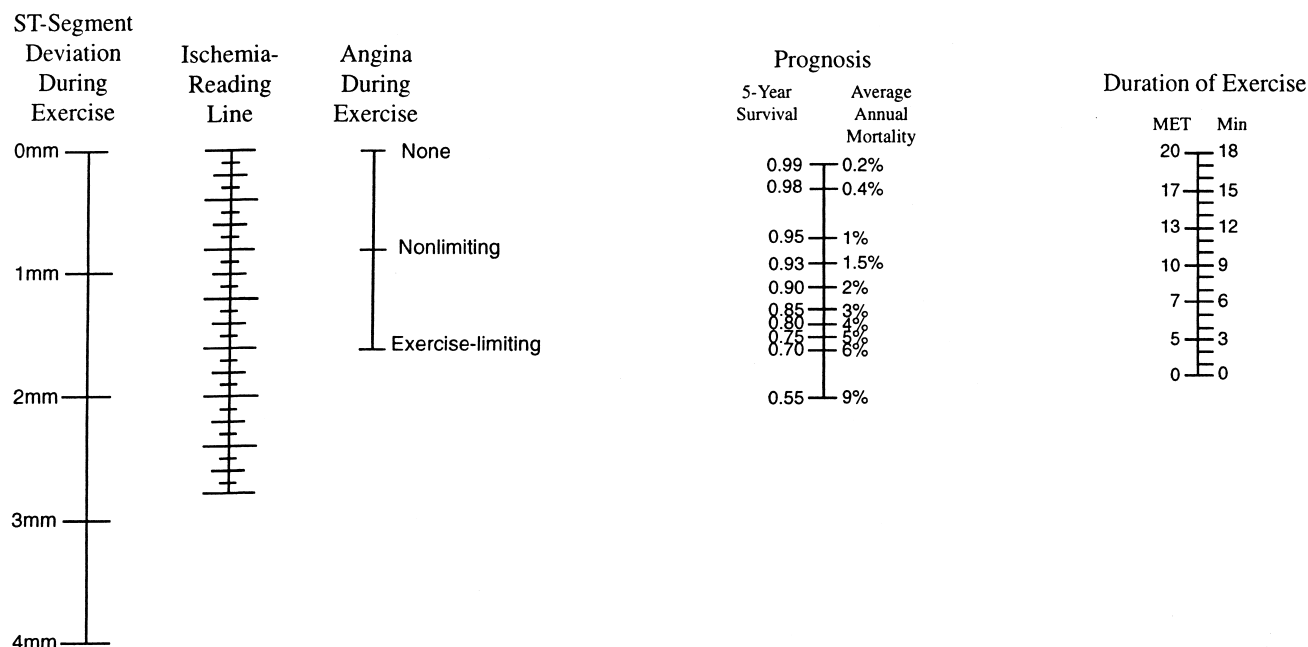 ST-Segment
Deviation
During
Exercise
Ischemia-
Reading
Line
Angina
During
Exercise
Prognosis
5-Year
Survival
Average
Annual
Mortality
Duration of Exercise
MET
Min
0mm
1mm
2mm
3mm
4mm
None
Nonlimiting
Exercise-limiting
0.99 0.2%
0.98 0.4%
0.95 1%
0.93 1.5%
0.90 2%
0.85 3%
0.80 4%
0.75 5%
0.70 6%
0.55 9%
20 18
17 15
13 12
10 9
7 6
5 3
0 0